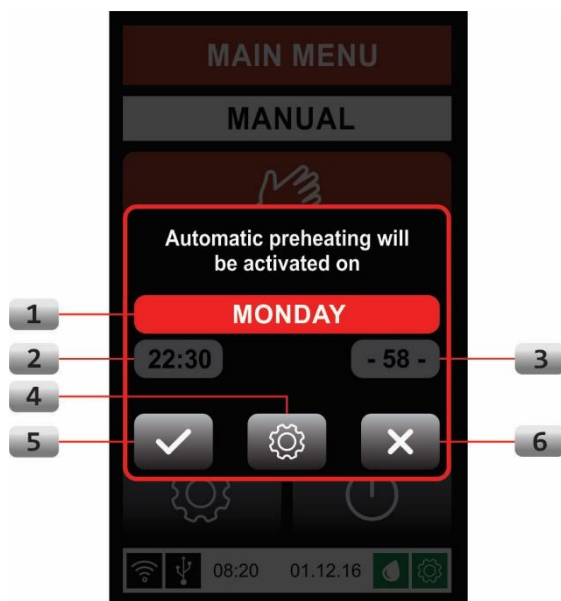 MAIN MENU
MANUAL
Automatic preheating will
be activated on
1 MONDAY
2 22:30 - 58 - 3
4
5 6
08:20 01.12.16